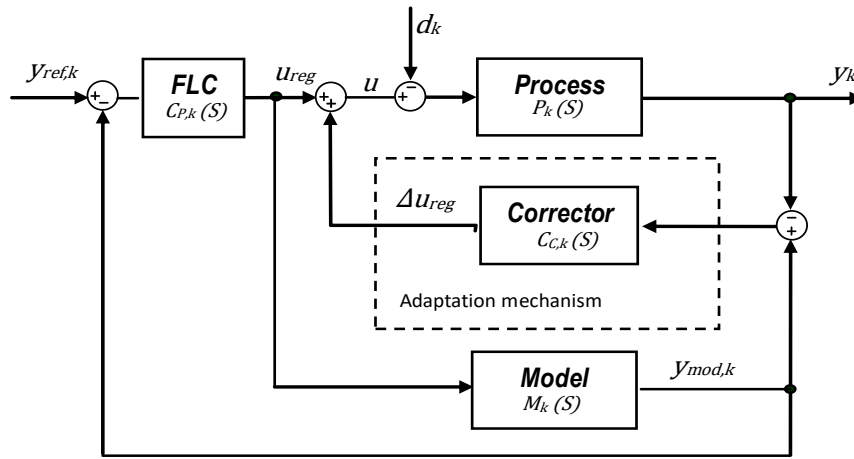 d_k
y_ref,k
FLC
C_P,k (S)
u_reg
u
Process
P_k (S)
y_k
+
−
+
+
−
Δu_reg
Corrector
C_C,k (S)
−
+
Adaptation mechanism
Model
M_k (S)
y_mod,k